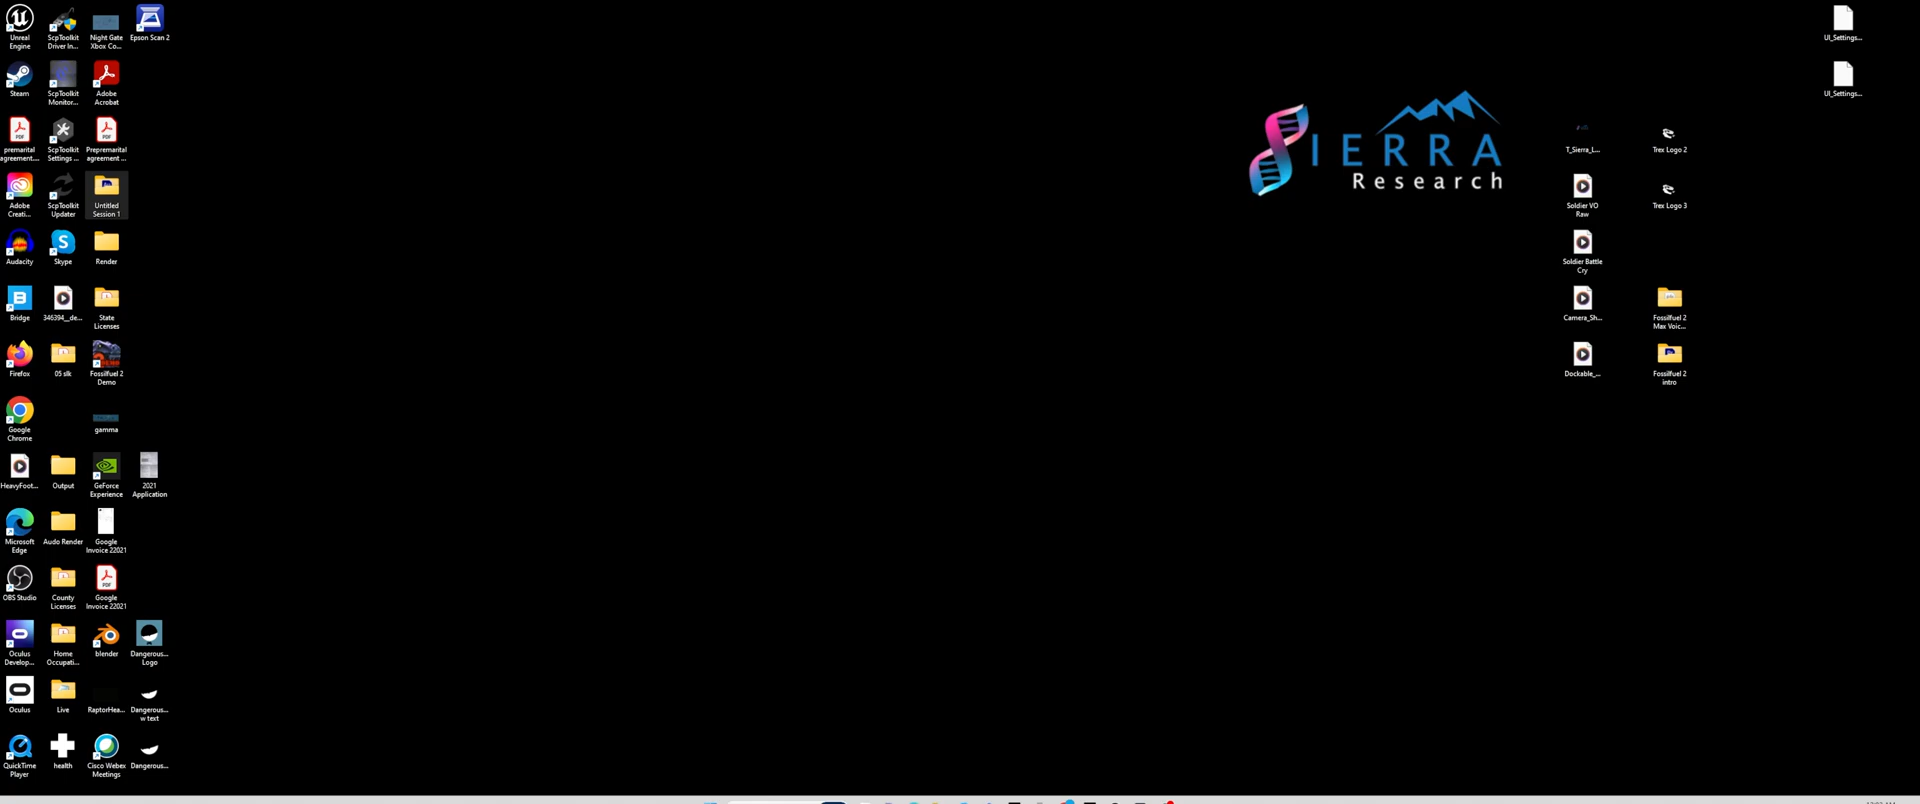 Unreal
Engine
ScpToolkit
Driver In...
Night Gate
Xbox Co...
Epson Scan 2
UI_Settings...
Steam
ScpToolkit
Monitor...
Adobe
Acrobat
UI_Settings...
premarital
agreement....
ScpToolkit
Settings ...
Prepremarital
agreement ...
IERRA
Research
T_Sierra_L...
Trex Logo 2
Adobe
Creati...
ScpToolkit
Updater
Untitled
Session 1
Soldier VO
Raw
Trex Logo 3
Audacity
Skype
Render
Soldier Battle
Cry
Bridge
346394__de...
State
Licenses
Camera_Sh...
Fossilfuel 2
Max Voic...
Firefox
05 slk
Fossilfuel 2
Demo
Dockable_...
Fossilfuel 2
intro
Google
Chrome
gamma
HeavyFoot...
Output
GeForce
Experience
2021
Application
Microsoft
Edge
Audo Render
Google
Invoice 22021
OBS Studio
County
Licenses
PDF
Google
Invoice 22021
Oculus
Develop...
Home
Occupati...
blender
Dangerous...
Logo
Oculus
Live
RaptorHea...
Dangerous...
w text
QuickTime
Player
health
Cisco Webex
Meetings
Dangerous...